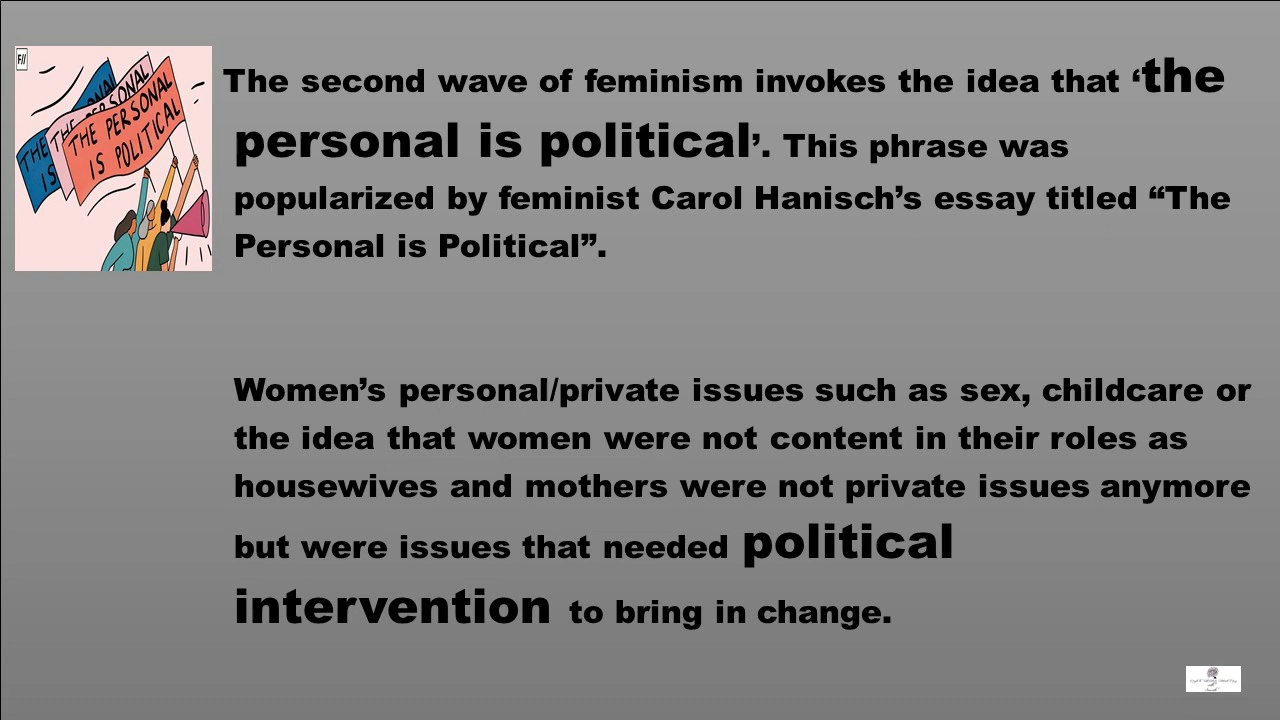 F//
THE PERSONAL
IS POLITICAL
The second wave of feminism invokes the idea that ‘the
personal is political’. This phrase was
popularized by feminist Carol Hanisch’s essay titled “The
Personal is Political”.
Women’s personal/private issues such as sex, childcare or
the idea that women were not content in their roles as
housewives and mothers were not private issues anymore
but were issues that needed political
intervention to bring in change.